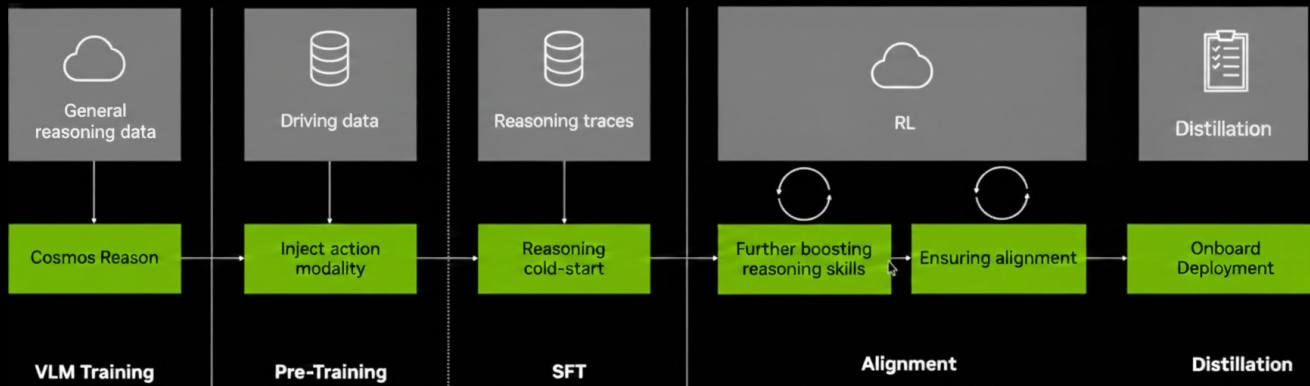 General
reasoning data
Driving data
Reasoning traces
RL
Distillation
Cosmos Reason
Inject action
modality
Reasoning
cold-start
Further boosting
reasoning skills
Ensuring alignment
Onboard
Deployment
VLM Training
Pre-Training
SFT
Alignment
Distillation